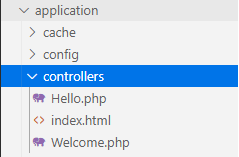 application
cache
config
controllers
Hello.php
index.html
Welcome.php